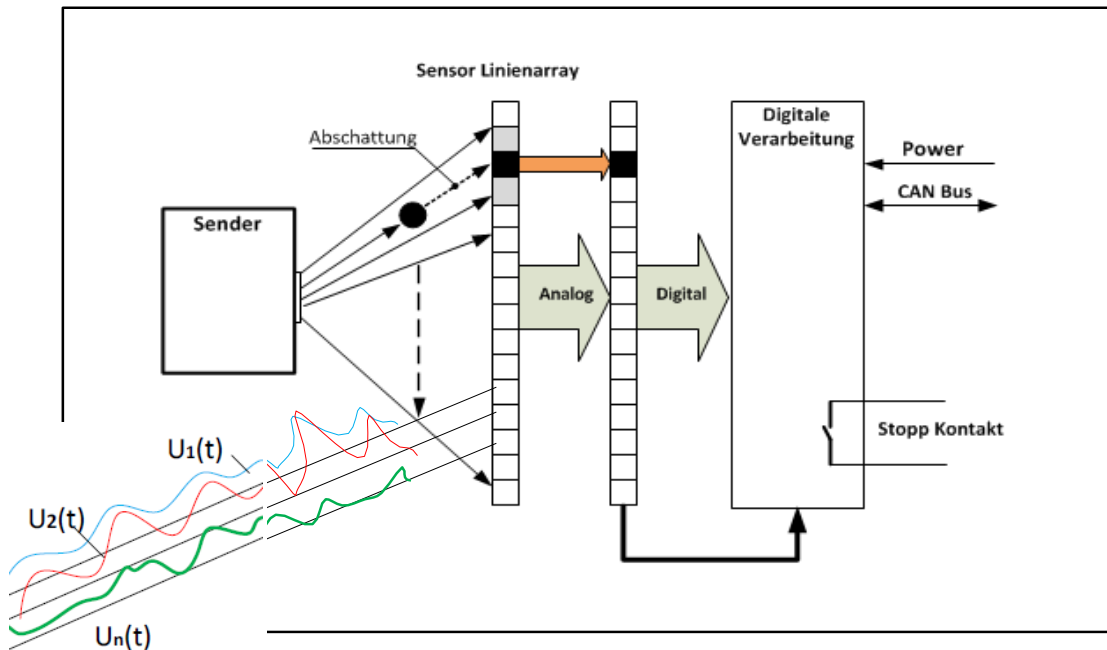 Sensor Linienarray
Digitale
Verarbeitung
Abschattung
Power
CAN Bus
Sender
Analog
Digital
Stopp Kontakt
U1(t)
U2(t)
Un(t)